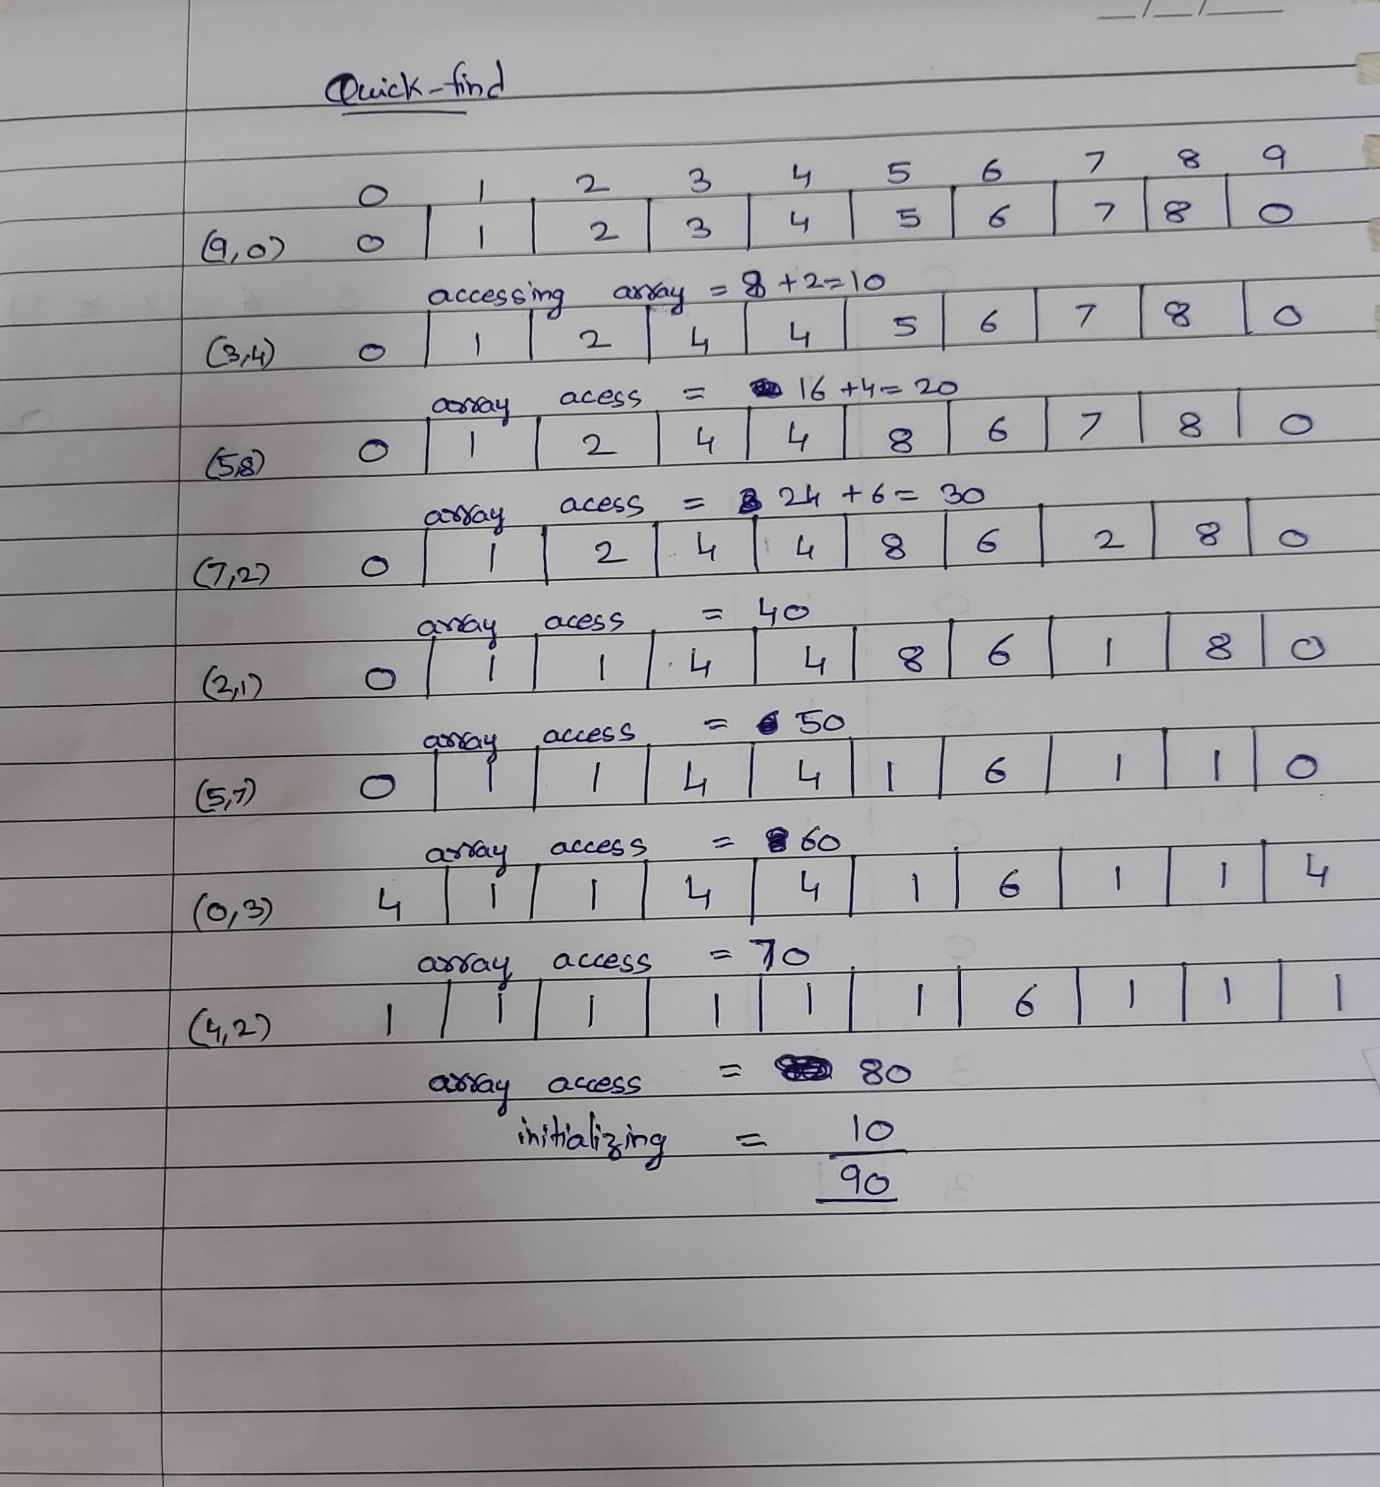 Quick-find
0 1 2 3 4 5 6 7 8 9
(9,0) 0 1 2 3 4 5 6 7 8 0
accessing array = 8 +2=10
(3,4) 0 1 2 4 4 5 6 7 8 0
array acess = 16 +4= 20
(5,8) 0 1 2 4 4 8 6 7 8 0
array acess = 24 +6= 30
(7,2) 0 1 2 4 4 8 6 2 8 0
array acess = 40
(2,1) 0 1 1 4 4 8 6 1 8 0
array access = 50
(5,7) 0 1 1 4 4 1 6 1 1 0
array access = 60
(0,3) 4 1 1 4 4 1 6 1 1 4
array access = 70
(4,2) 1 1 1 1 1 1 6 1 1 1
array access = 80
initializing = 10
90